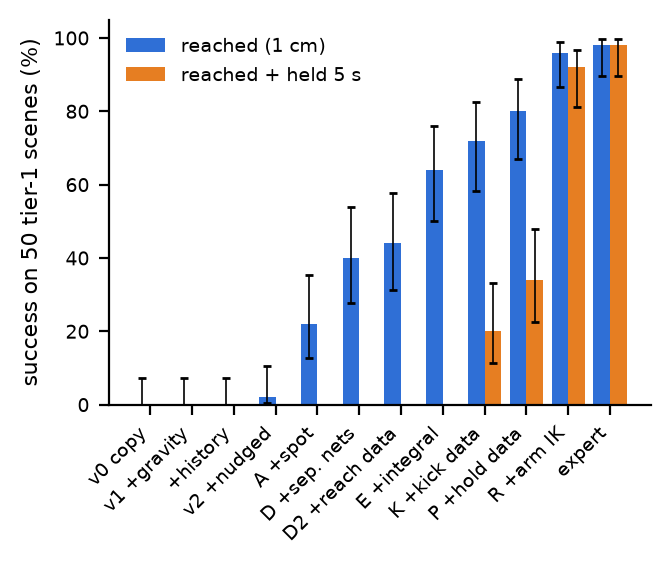 success on 50 tier-1 scenes (%)
100
80
60
40
20
0
reached (1 cm)
reached + held 5 s
v0 copy
v1 +gravity
+history
v2 +nudged
A +spot
D +sep. nets
D2 +reach data
E +integral
K +kick data
P +hold data
R +arm IK
expert